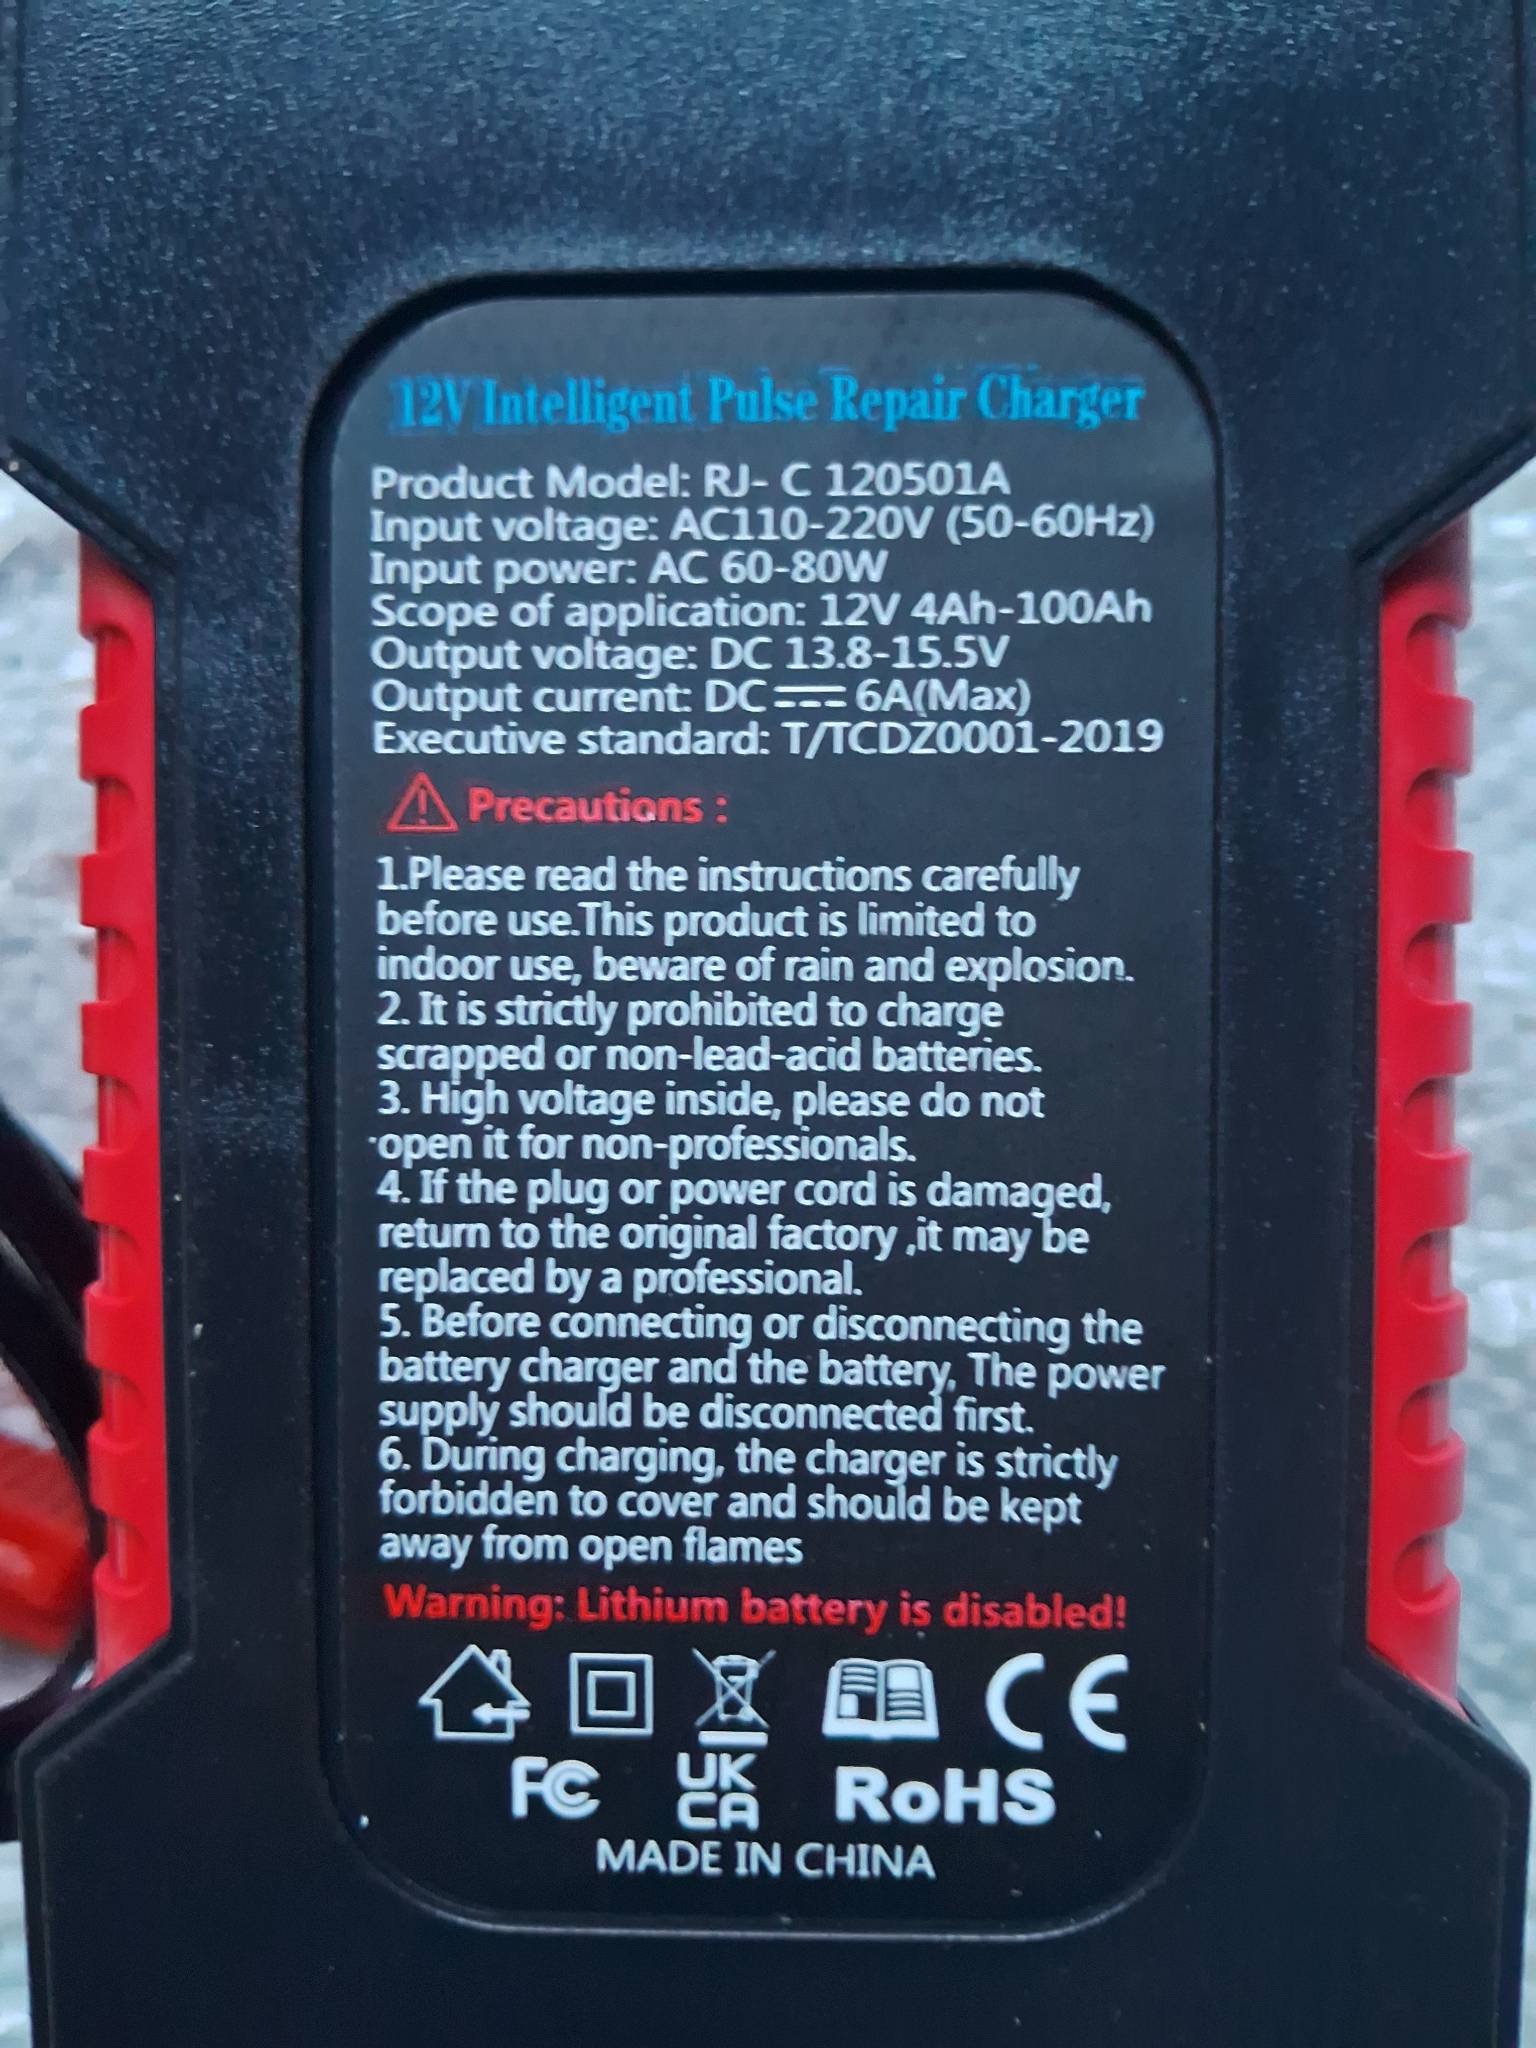 12V Intelligent Pulse Repair Charger
Product Model: RJ- C 120501A
Input voltage: AC110-220V (50-60Hz)
Input power: AC 60-80W
Scope of application: 12V 4Ah-100Ah
Output voltage: DC 13.8-15.5V
Output current: DC⎓6A(Max)
Executive standard: T/TCDZ0001-2019
Precautions :
1.Please read the instructions carefully
before use.This product is limited to
indoor use, beware of rain and explosion.
2. It is strictly prohibited to charge
scrapped or non-lead-acid batteries.
3. High voltage inside, please do not
open it for non-professionals.
4. If the plug or power cord is damaged,
return to the original factory ,it may be
replaced by a professional.
5. Before connecting or disconnecting the
battery charger and the battery, The power
supply should be disconnected first.
6. During charging, the charger is strictly
forbidden to cover and should be kept
away from open flames
Warning: Lithium battery is disabled!
CE
FC UK CA RoHS
MADE IN CHINA